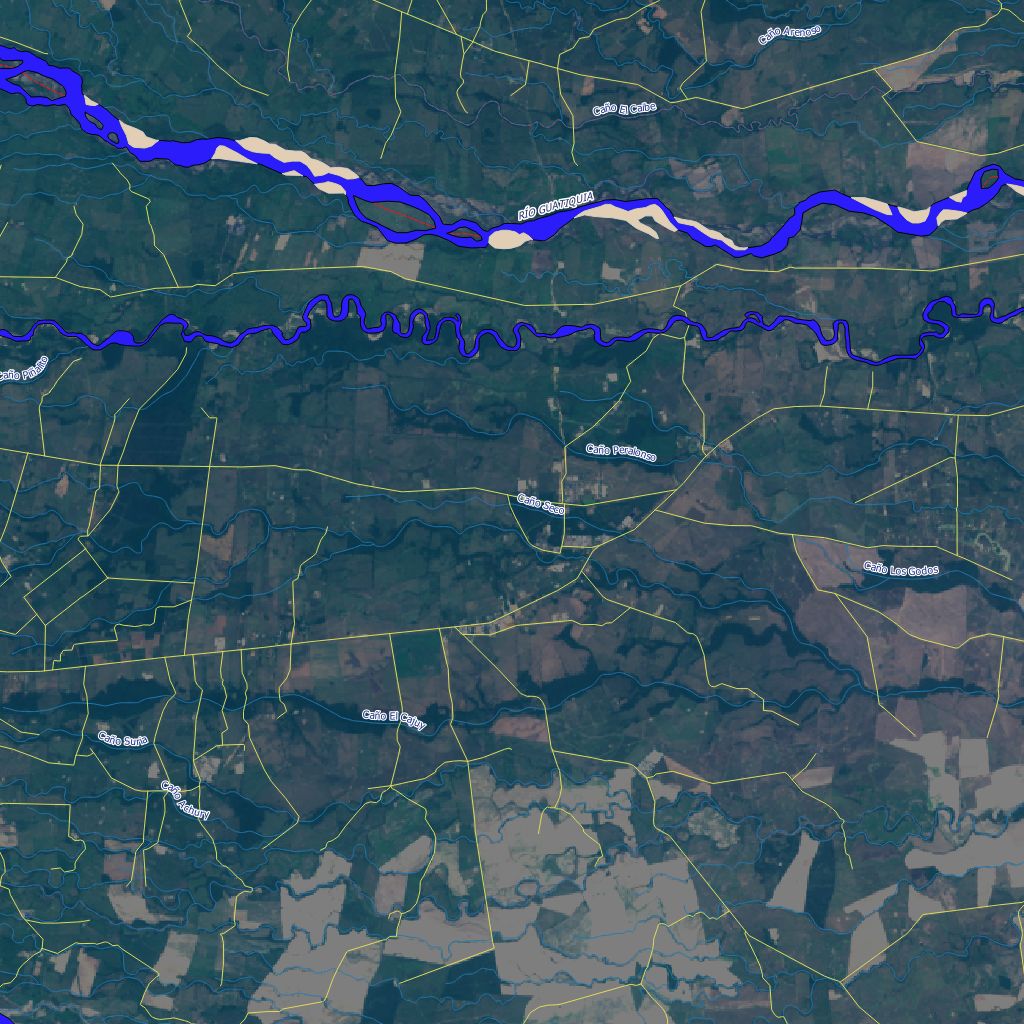 Caño Arenoso
Caño El Caibe
RÍO GUATIQUIA
Caño Piñalito
Caño Peralonso
Caño Seco
Caño Los Godos
Caño El Cajuy
Caño Suria
Caño Achury